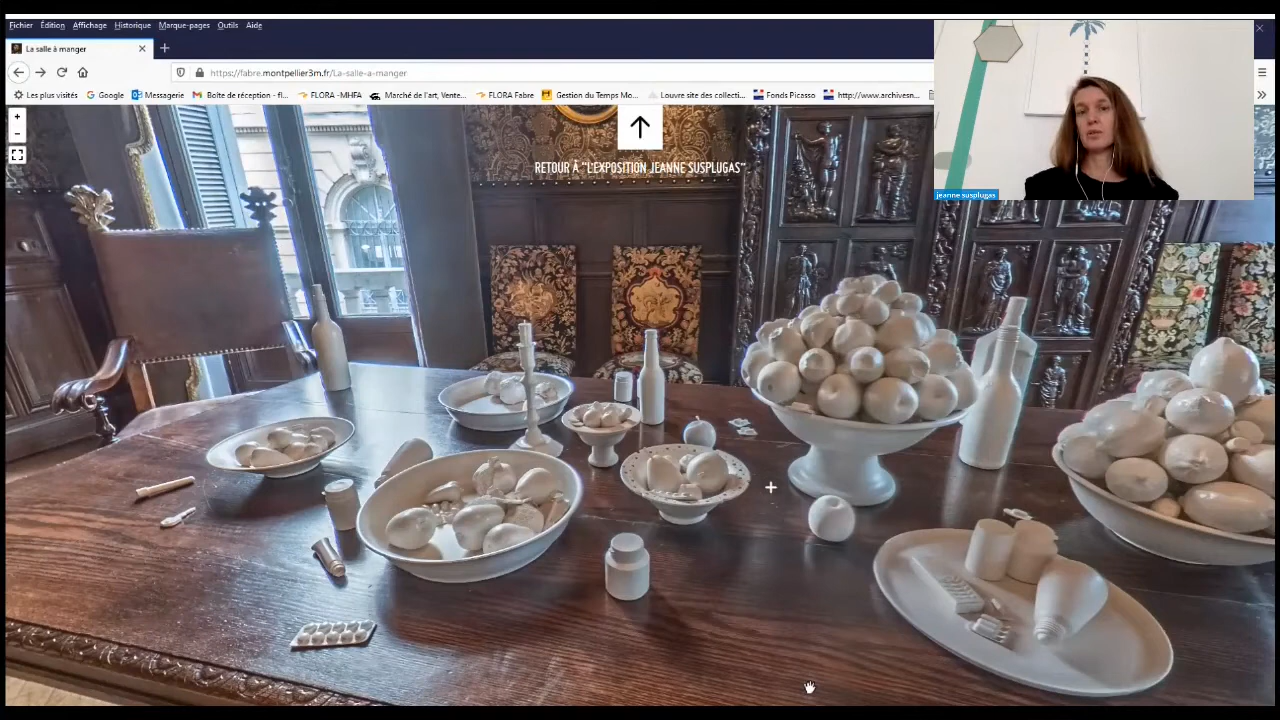 Fichier Édition Affichage Historique Marque-pages Outils Aide
La salle à manger
https://fabre.montpellier3m.fr/La-salle-a-manger
Les plus visités Google Messagerie Boîte de réception - fl... FLORA -MHFA Marché de l'art, Vente... FLORA Fabre Gestion du Temps Mo... Louvre site des collecti... Fonds Picasso http://www.archivesn...
RETOUR À "L'EXPOSITION JEANNE SUSPLUGAS"
jeanne susplugas